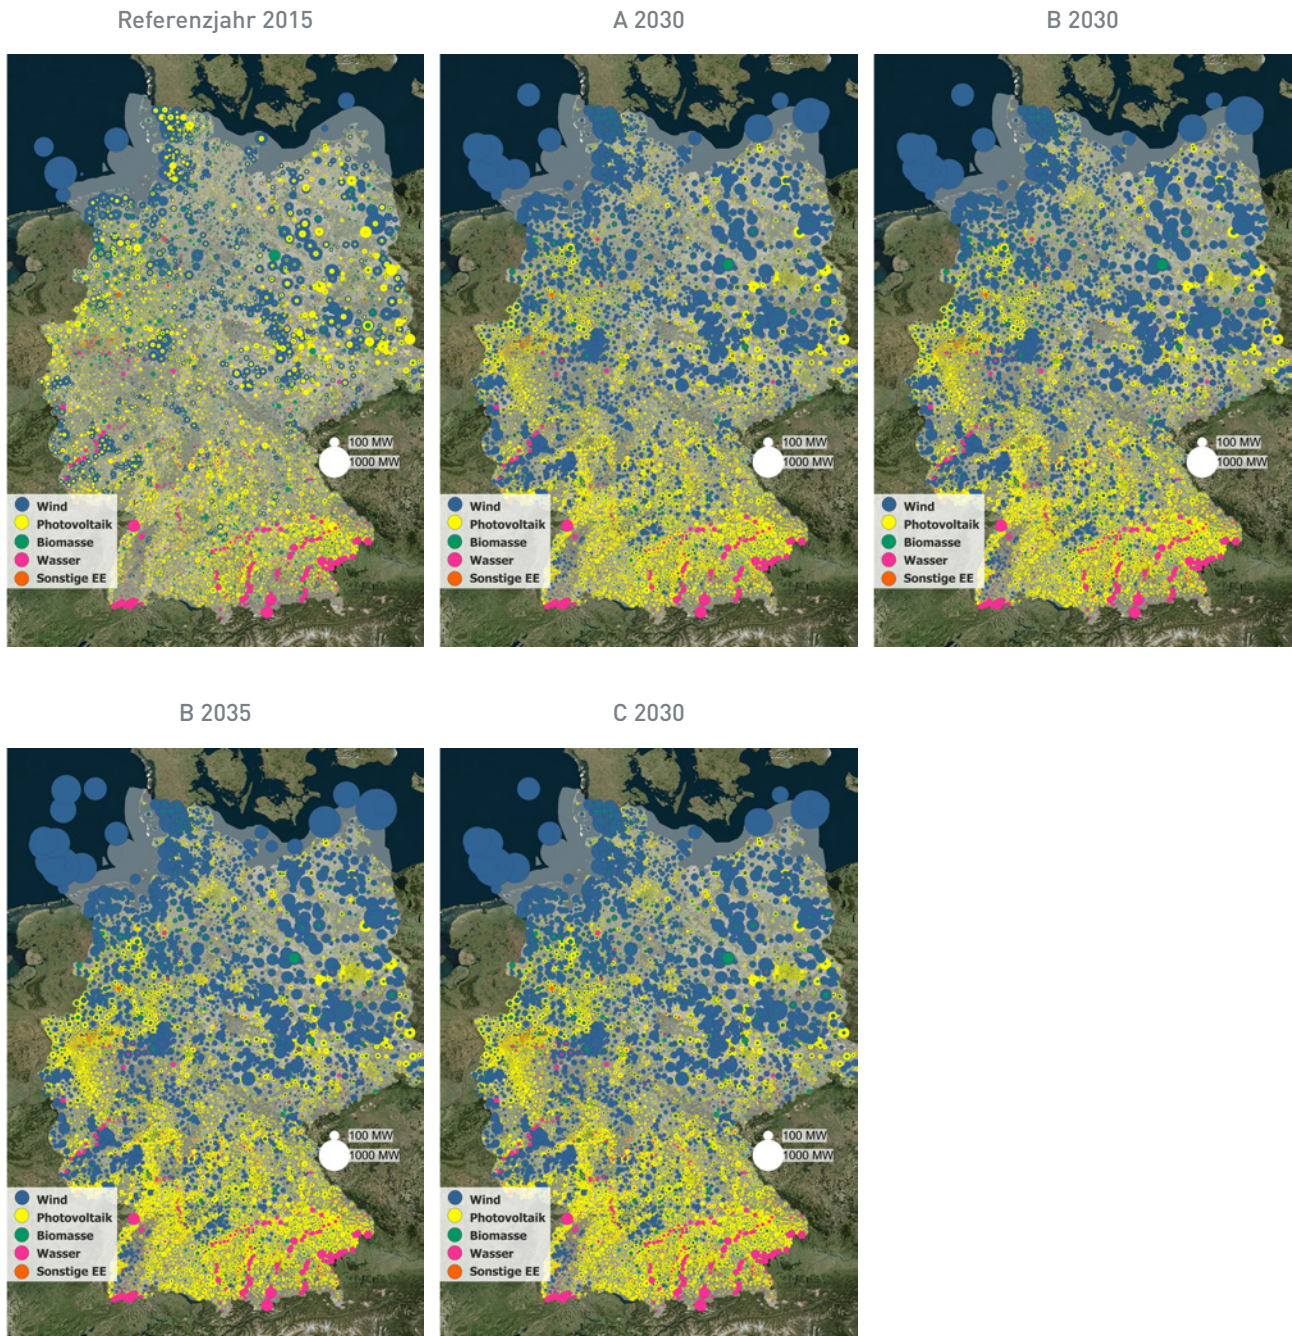 Referenzjahr 2015
A 2030
B 2030
100 MW
1000 MW
Wind
Photovoltaik
Biomasse
Wasser
Sonstige EE
100 MW
1000 MW
Wind
Photovoltaik
Biomasse
Wasser
Sonstige EE
100 MW
1000 MW
Wind
Photovoltaik
Biomasse
Wasser
Sonstige EE
B 2035
C 2030
100 MW
1000 MW
Wind
Photovoltaik
Biomasse
Wasser
Sonstige EE
100 MW
1000 MW
Wind
Photovoltaik
Biomasse
Wasser
Sonstige EE